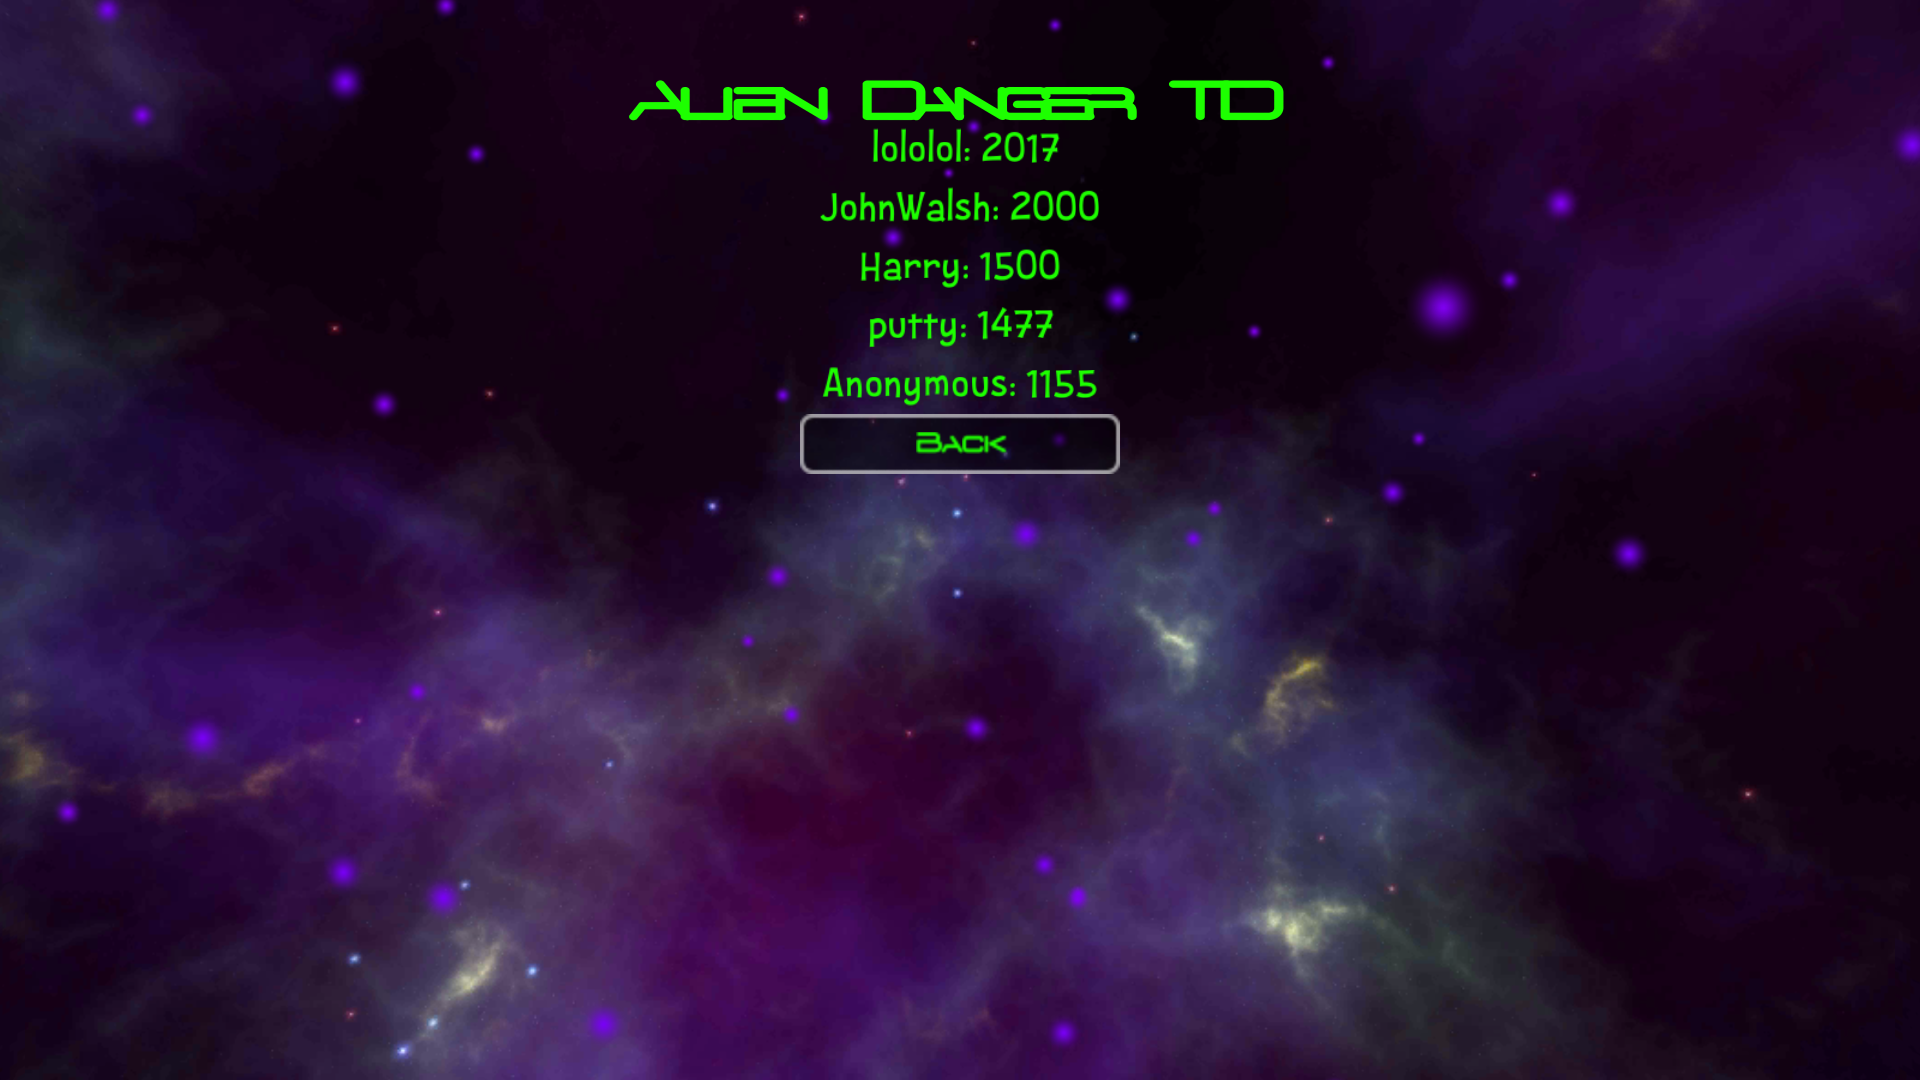 Alien Danger TD
lololol: 2017
JohnWalsh: 2000
Harry: 1500
putty: 1477
Anonymous: 1155
Back